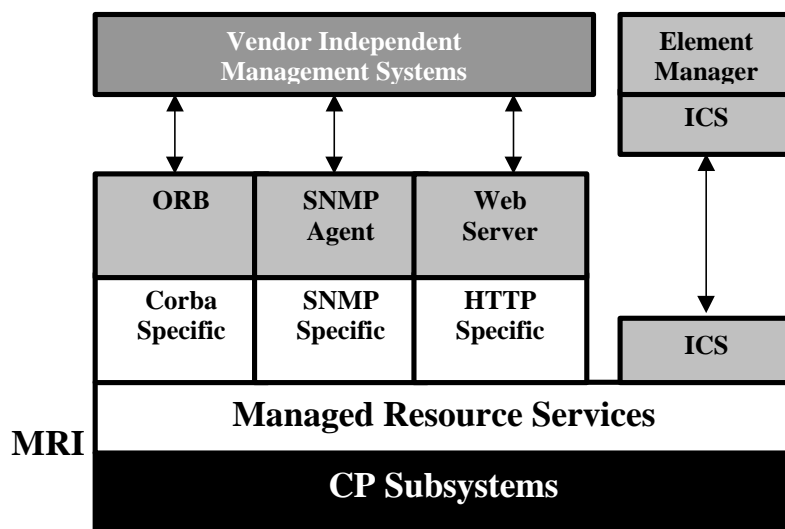 Vendor Independent
Management Systems
Element
Manager
ICS
ORB
SNMP
Agent
Web
Server
Corba
Specific
SNMP
Specific
HTTP
Specific
ICS
Managed Resource Services
MRI
CP Subsystems